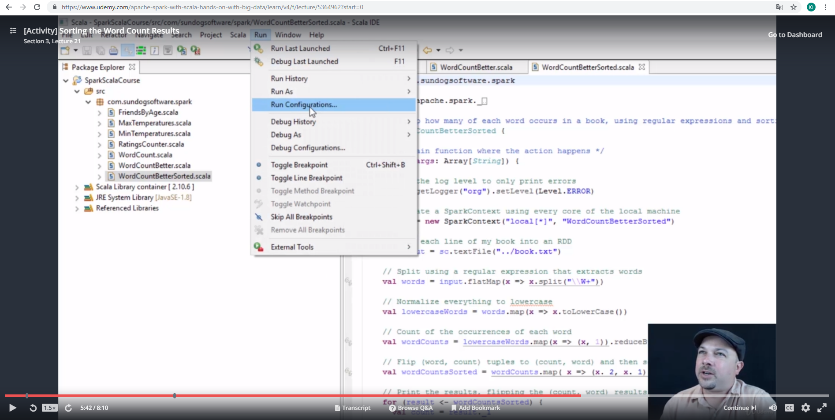 https://www.udemy.com/apache-spark-with-scala-hands-on-with-big-data/learn/v4/t/lecture/5363716?start=0
Scala - SparkScalaCourse/src/com/sundogsoftware/spark/WordCountBetterSorted.scala - Scala IDE
[Activity] Sorting the Word Count Results
Section 3, Lecture 21
Go to Dashboard
Edit Refactor Navigate Search Project Scala Run Window Help
Run Last Launched Ctrl+F11
Debug Last Launched F11
Run History
Run As
Run Configurations...
Debug History
Debug As
Debug Configurations...
Toggle Breakpoint Ctrl+Shift+B
Toggle Line Breakpoint
Toggle Method Breakpoint
Toggle Watchpoint
Skip All Breakpoints
Remove All Breakpoints
External Tools
Package Explorer
SparkScalaCourse
src
com.sundogsoftware.spark
FriendsByAge.scala
MaxTemperatures.scala
MinTemperatures.scala
RatingsCounter.scala
WordCount.scala
WordCountBetter.scala
WordCountBetterSorted.scala
Scala Library container [ 2.10.6 ]
JRE System Library [JavaSE-1.8]
Referenced Libraries
WordCountBetter.scala WordCountBetterSorted.scala
.sundogsoftware.spark
pache.spark._
how many of each word occurs in a book, using regular expressions and sort
CountBetterSorted {
in function where the action happens */
args: Array[String]) {
the log level to only print errors
getLogger("org").setLevel(Level.ERROR)
ate a SparkContext using every core of the local machine
= new SparkContext("local[*]", "WordCountBetterSorted")
each line of my book into an RDD
= sc.textFile("../book.txt")
// Split using a regular expression that extracts words
val words = input.flatMap(x => x.split("\\W+"))
// Normalize everything to lowercase
val lowercaseWords = words.map(x => x.toLowerCase())
// Count of the occurrences of each word
val wordCounts = lowercaseWords.map(x => (x, 1)).reduceB
// Flip (word, count) tuples to (count, word) and then s
val wordCountsSorted = wordCounts.map( x => (x._2, x._1)
// Print the results, flipping the (count, word) results
for (result <- wordCountsSorted) {
1.5x 5:42 / 8:10 Transcript Browse Q&A Add Bookmark Continue